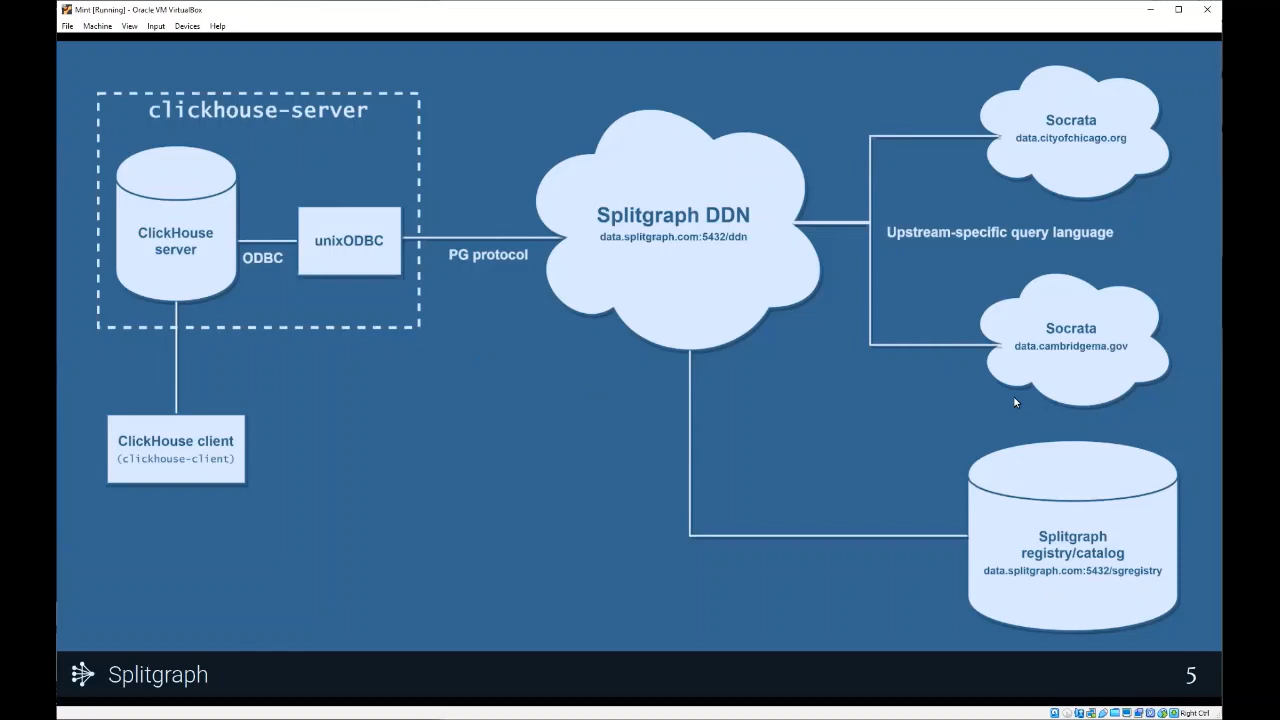 Mint [Running] - Oracle VM VirtualBox
File Machine View Input Devices Help
clickhouse-server
ClickHouse
server
ODBC
unixODBC
PG protocol
ClickHouse client
(clickhouse-client)
Splitgraph DDN
data.splitgraph.com:5432/ddn
Socrata
data.cityofchicago.org
Upstream-specific query language
Socrata
data.cambridgema.gov
Splitgraph
registry/catalog
data.splitgraph.com:5432/sgregistry
Splitgraph
5
Right Ctrl